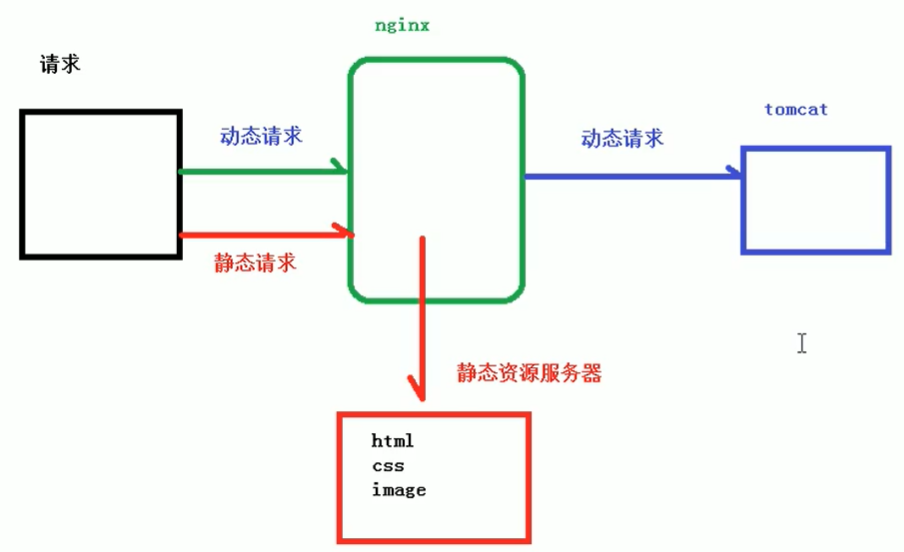 nginx
请求
tomcat
动态请求
动态请求
静态请求
静态资源服务器
html
css
image